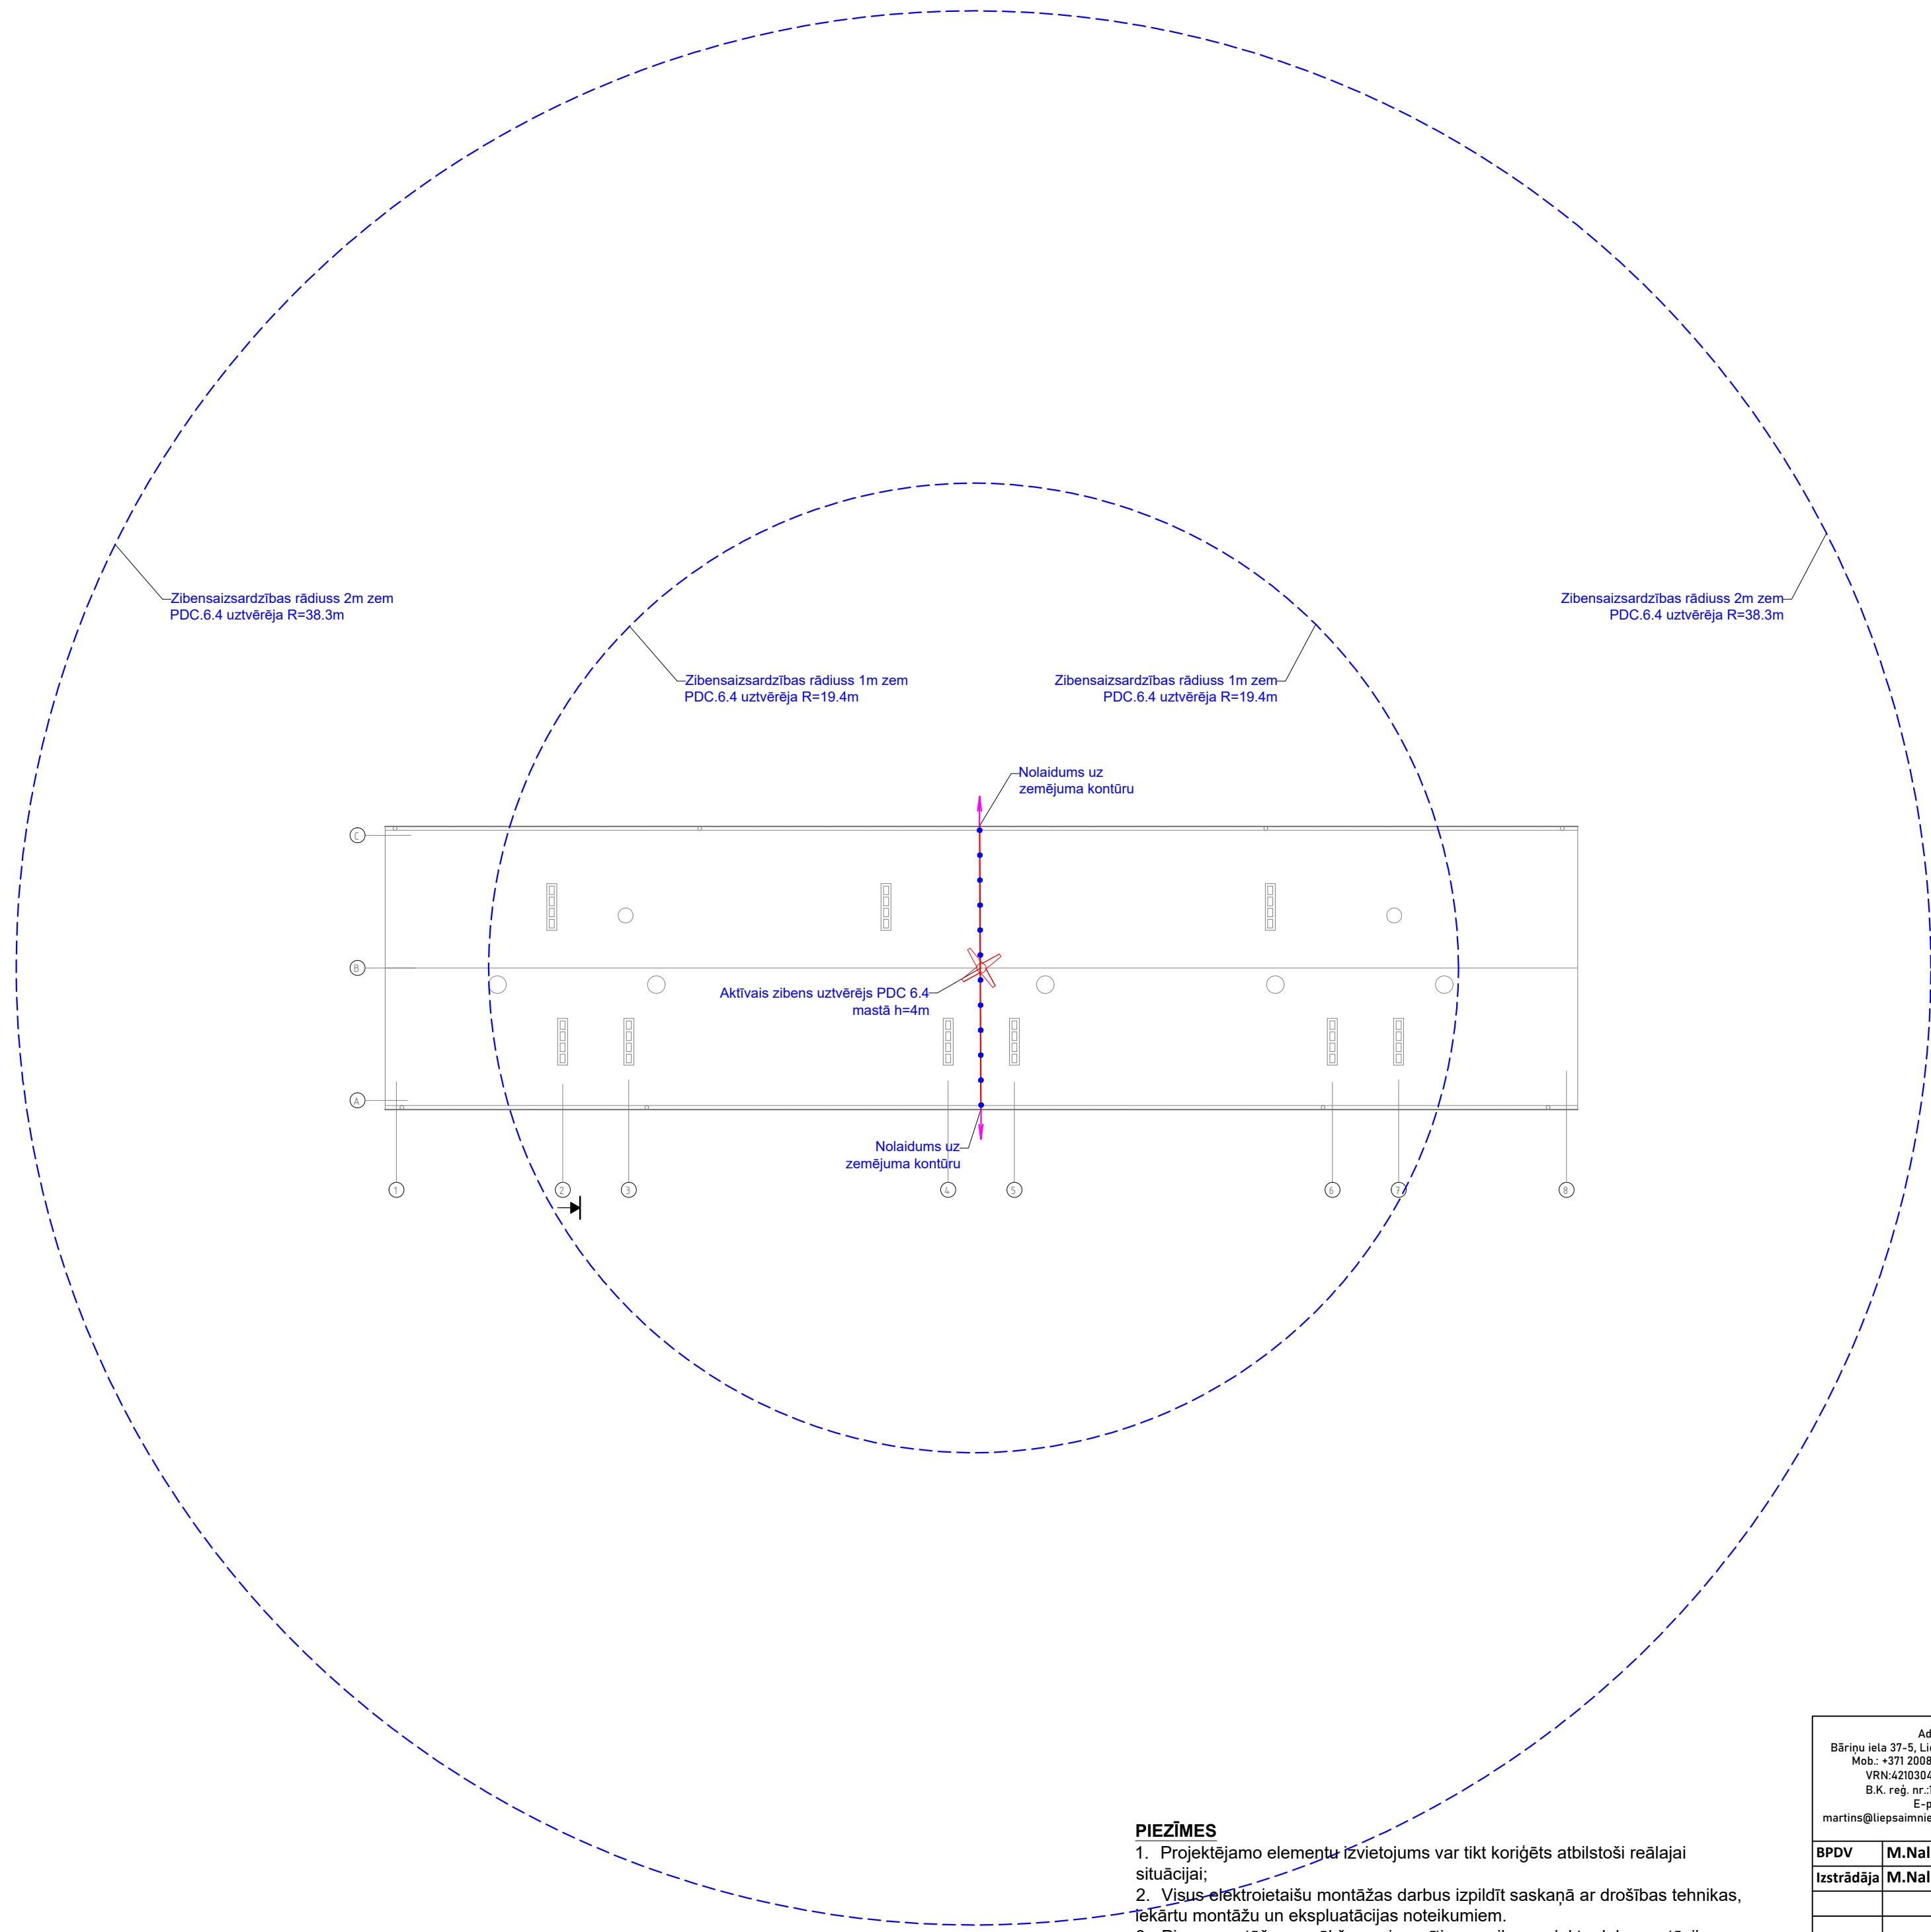 Zibensaizsardzības rādiuss 2m zem
PDC.6.4 uztvērēja R=38.3m
Zibensaizsardzības rādiuss 2m zem
PDC.6.4 uztvērēja R=38.3m
Zibensaizsardzības rādiuss 1m zem
PDC.6.4 uztvērēja R=19.4m
Zibensaizsardzības rādiuss 1m zem
PDC.6.4 uztvērēja R=19.4m
Nolaidums uz
zemējuma kontūru
C
B
Aktīvais zibens uztvērējs PDC 6.4
mastā h=4m
A
Nolaidums uz
zemējuma kontūru
1
2
3
4
5
6
7
8
PIEZĪMES
1. Projektējamo elementu izvietojums var tikt koriģēts atbilstoši reālajai
situācijai;
2. Visus elektroietaišu montāžas darbus izpildīt saskaņā ar drošības tehnikas,
iekārtu montāžu un ekspluatācijas noteikumiem.
Bāriņu iela 37-5,
Mob.: +371 2008
VRN:4210304
B.K. reģ. nr.:
martins@liepsaimnie
BPDV M.Nal
Izstrādāja M.Nal